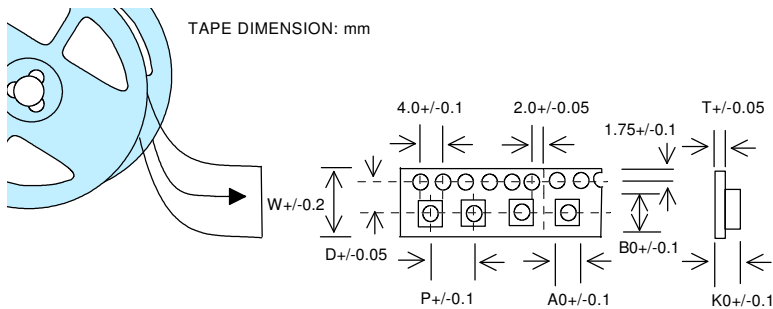 TAPE DIMENSION: mm
4.0+/-0.1
2.0+/-0.05
T+/-0.05
1.75+/-0.1
W+/-0.2
D+/-0.05
B0+/-0.1
P+/-0.1
A0+/-0.1
K0+/-0.1